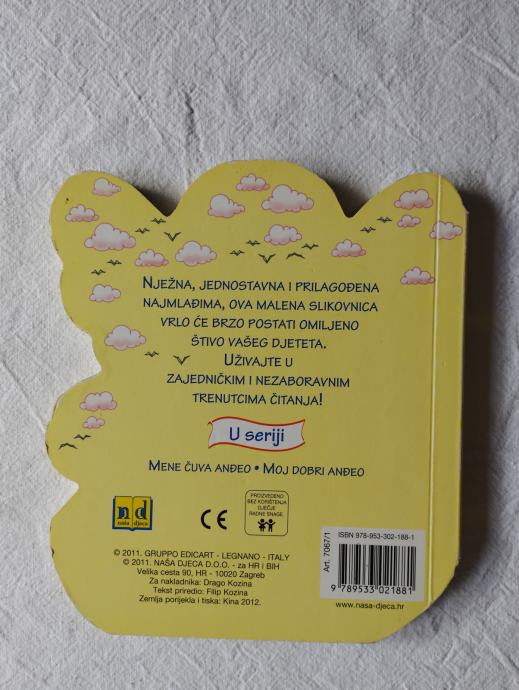 NJEŽNA, JEDNOSTAVNA I PRILAGOĐENA
NAJMLAĐIMA, OVA MALENA SLIKOVNICA
VRLO ĆE BRZO POSTATI OMILJENO
ŠTIVO VAŠEG DJETETA.
UŽIVAJTE U
ZAJEDNIČKIM I NEZABORAVNIM
TRENUTCIMA ČITANJA!
U seriji
MENE ČUVA ANĐEO • MOJ DOBRI ANĐEO
nd
naša djeca
CE
PROIZVEDENO
BEZ KORIŠTENJA
DJEČJE
RADNE SNAGE.
© 2011. GRUPPO EDICART - LEGNANO - ITALY
© 2011. NAŠA DJECA D.O.O. - za HR i BIH
Velika cesta 90, HR - 10020 Zagreb
Za nakladnika: Drago Kozina
Tekst priredio: Filip Kozina
Zemlja porijekla i tiska: Kina 2012.
Art. 7067/1
ISBN 978-953-302-188-1
9 789533 021881
www.nasa-djeca.hr